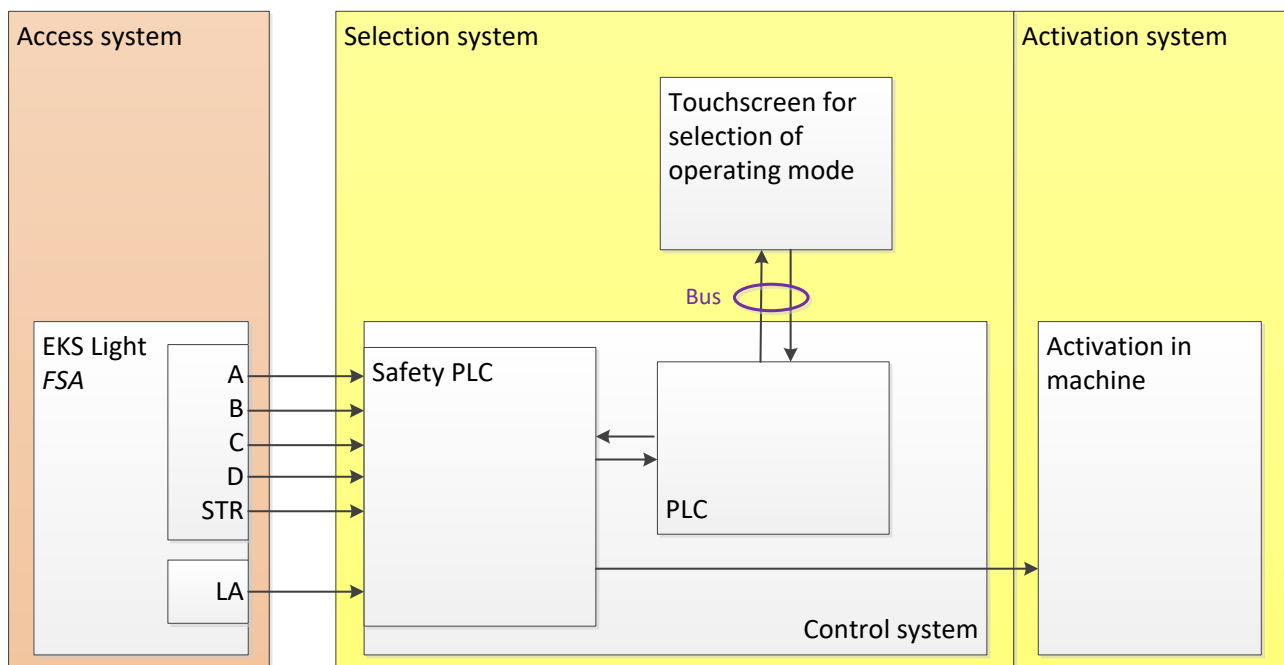 Access system
Selection system
Activation system
Touchscreen for
selection of
operating mode
Bus
EKS Light
FSA
A
B
C
D
STR
LA
Safety PLC
PLC
Control system
Activation in
machine